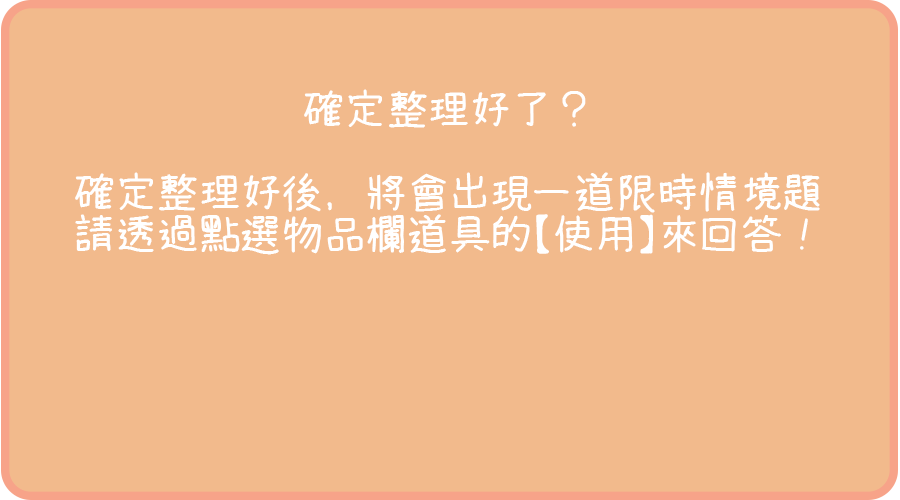 確定整理好了?
確定整理好後，將會出現一道限時情境題
請透過點選物品欄道具的【使用】來回答！